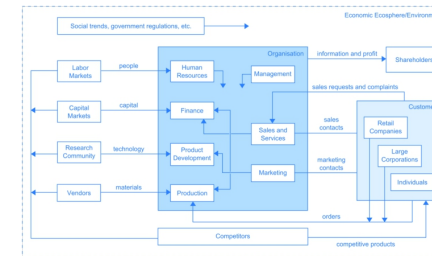 Economic Ecosphere/Environm
Social trends, government regulations, etc.
Organisation
information and profit
Shareholders
Labor
Markets
people
Human
Resources
Management
sales requests and complaints
Capital
Markets
capital
Finance
Custome
sales
contacts
Retail
Companies
Sales and
Services
Research
Community
technology
Product
Development
Large
Corporations
marketing
contacts
Marketing
Individuals
Vendors
materials
Production
orders
Competitors
competitive products